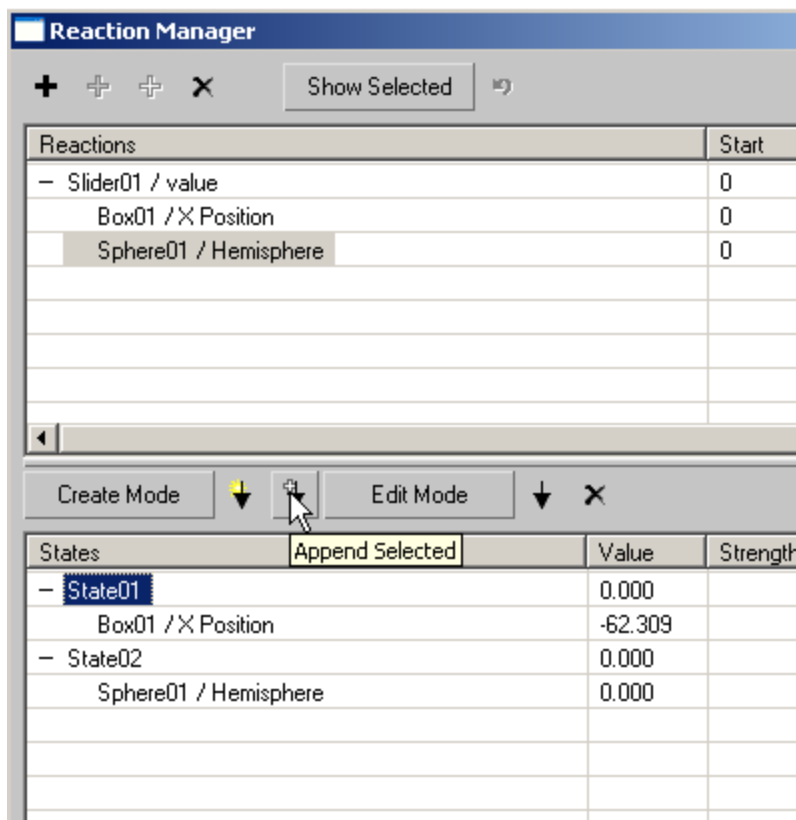 Reaction Manager
Show Selected
Reactions Start
– Slider01 / value 0
Box01 / X Position 0
Sphere01 / Hemisphere 0
Create Mode Edit Mode
Append Selected
States Value Strength
– State01 0.000
Box01 / X Position -62.309
– State02 0.000
Sphere01 / Hemisphere 0.000